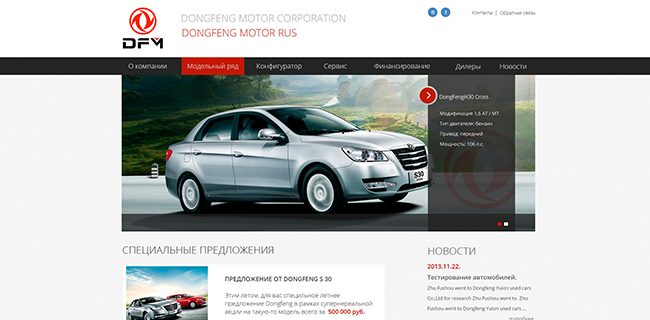 DONGFENG MOTOR CORPORATION
DONGFENG MOTOR RUS
DFM
Контакты | Обратная связь
О компании Модельный ряд Конфигуратор Сервис Финансирование Дилеры Новости
DongFengH30 Cross
Модификация 1,6 AT / MT
Тип двигателя: бензин
Привод: передний
Мощность: 106 л.с.
S30
СПЕЦИАЛЬНЫЕ ПРЕДЛОЖЕНИЯ
ПРЕДЛОЖЕНИЕ ОТ DONGFENG S 30
Этим летом, для вас специальное летнее
предложение Dongfeng в рамках супернереальной
акции на такую-то модель всего за 500 000 руб.
НОВОСТИ
2013.11.22.
Тестирование автомобилей.
Zhu Fushou went to Dongfeng Yulon used cars
Co.,Ltd for research Zhu Fushou went to Zhu
Fushou went to Dongfeng Yulon used cars ...
подробнее